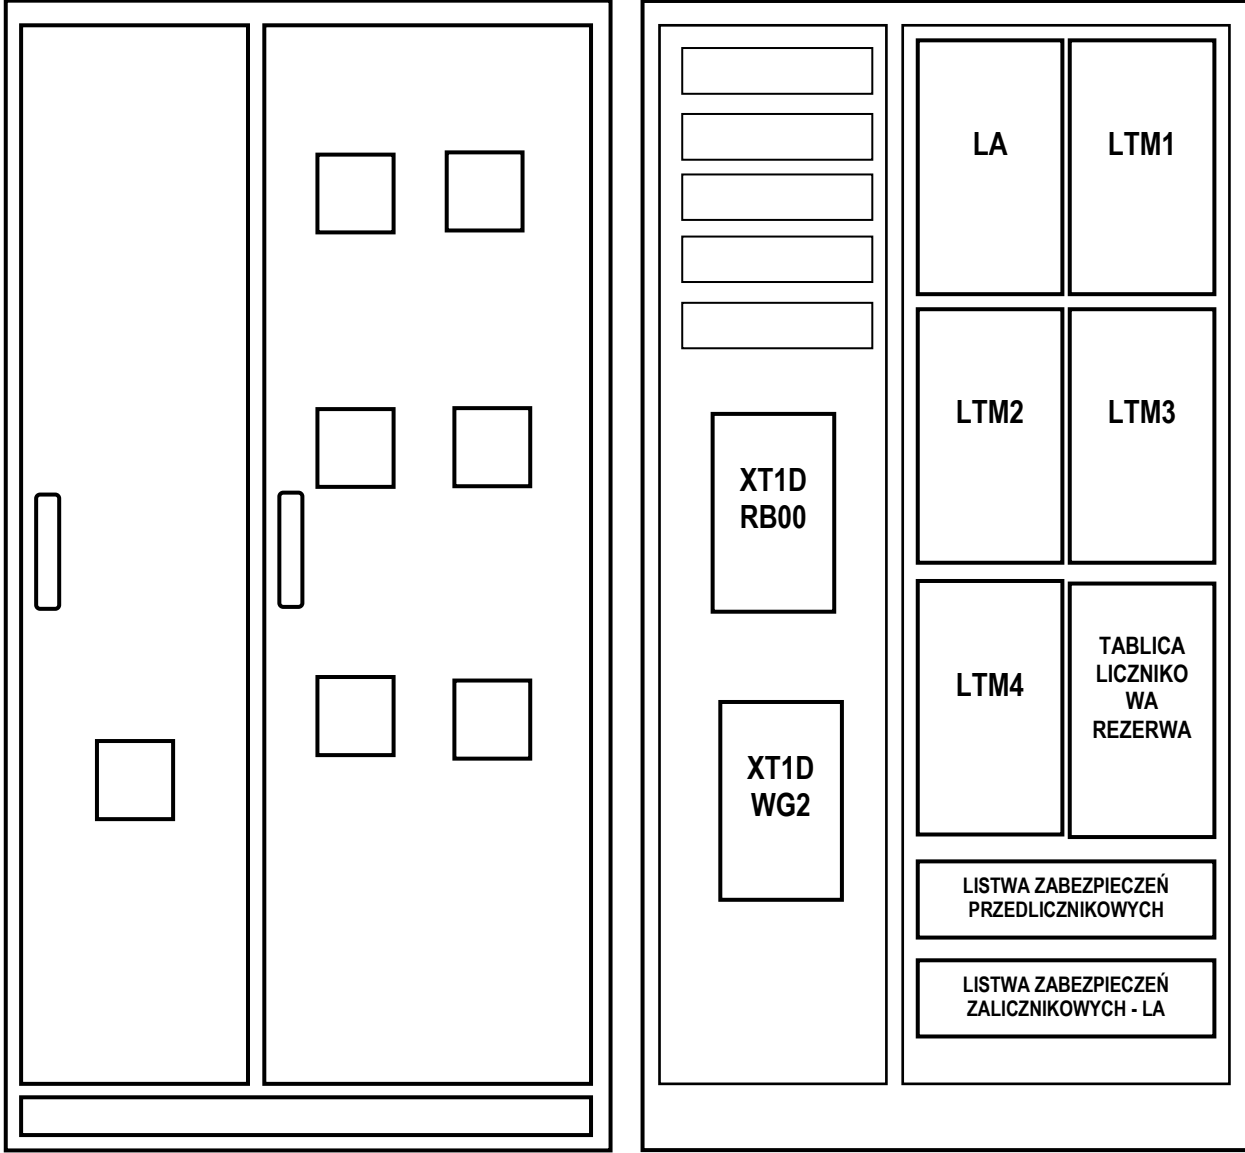 LA
LTM1
LTM2
LTM3
XT1D
RB00
LTM4
TABLICA
LICZNIKO
WA
REZERWA
XT1D
WG2
LISTWA ZABEZPIECZEŃ
PRZEDLICZNIKOWYCH
LISTWA ZABEZPIECZEŃ
ZALICZNIKOWYCH - LA